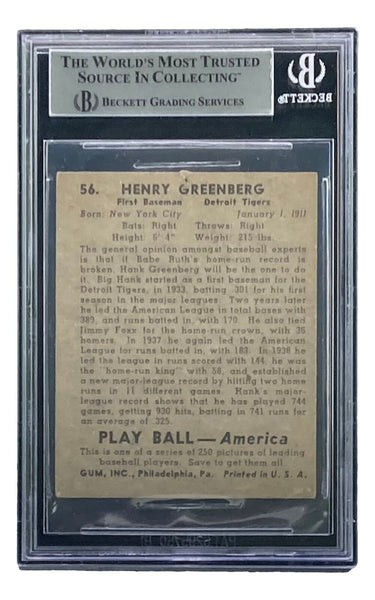 THE WORLD'S MOST TRUSTED
SOURCE IN COLLECTING™
(B) BECKETT GRADING SERVICES
BECKETT
56. HENRY GREENBERG
First Baseman Detroit Tigers
Born: New York City January 1, 1911
Bats: Right Throws: Right
Height: 6' 4" Weight: 215 lbs.
The general opinion amongst baseball experts
is that if Babe Ruth's home-run record is
broken, Hank Greenberg will be the one to do
it. Big Hank started as a first baseman for the
Detroit Tigers, in 1933, batting .301 for his first
season in the major leagues. Two years later
he led the American League in total bases with
389, and runs batted in, with 170. He also tied
Jimmy Foxx for the home-run crown, with 36
homers. In 1937 he again led the American
League for runs batted in, with 183. In 1938 he
led the league in runs scored with 144, he was
the "home-run king" with 58, and established
a new major-league record by hitting two home
runs in 11 different games. Hank's major-
league record shows that he has played 744
games, getting 930 hits, batting in 741 runs for
an average of .325.
PLAY BALL — America
This is one of a series of 250 pictures of leading
baseball players. Save to get them all
GUM, INC., Philadelphia, Pa. Printed in U. S. A.